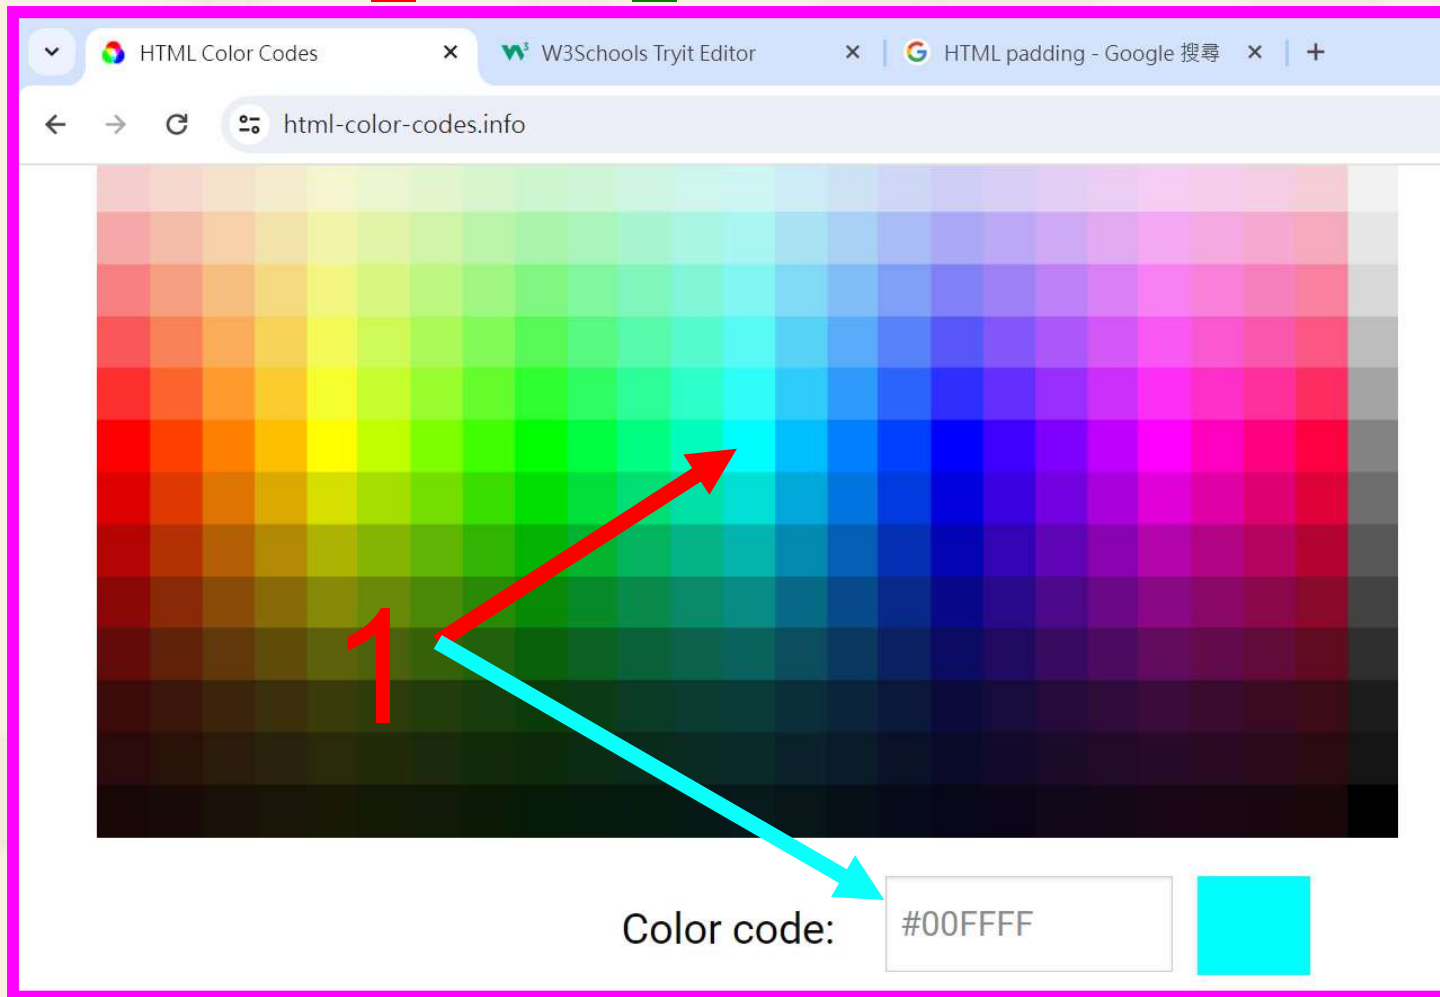 HTML Color Codes
W3Schools Tryit Editor
HTML padding - Google 搜尋
html-color-codes.info
1
Color code:
#00FFFF